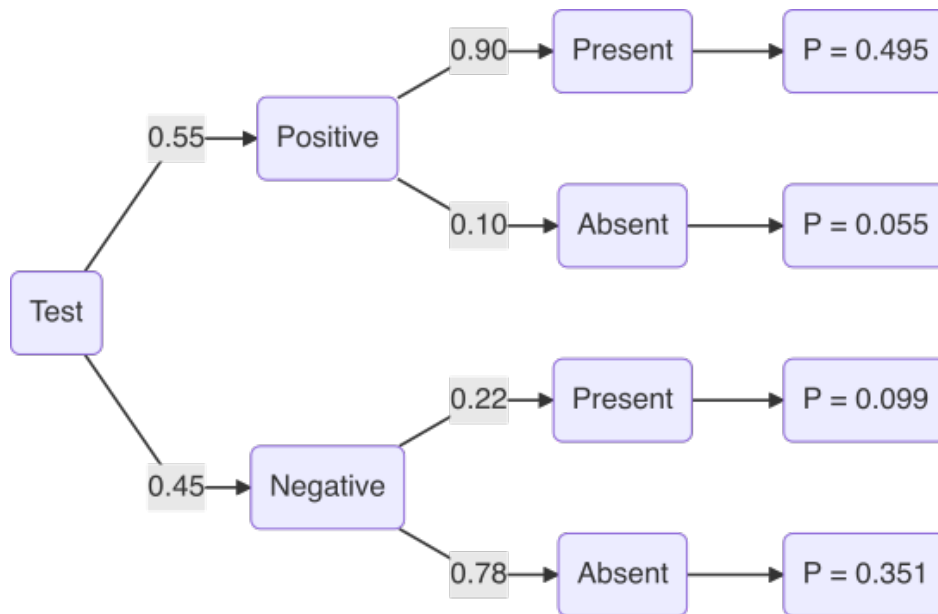 0.90
Present
P = 0.495
0.55
Positive
0.10
Absent
P = 0.055
Test
0.22
Present
P = 0.099
0.45
Negative
0.78
Absent
P = 0.351